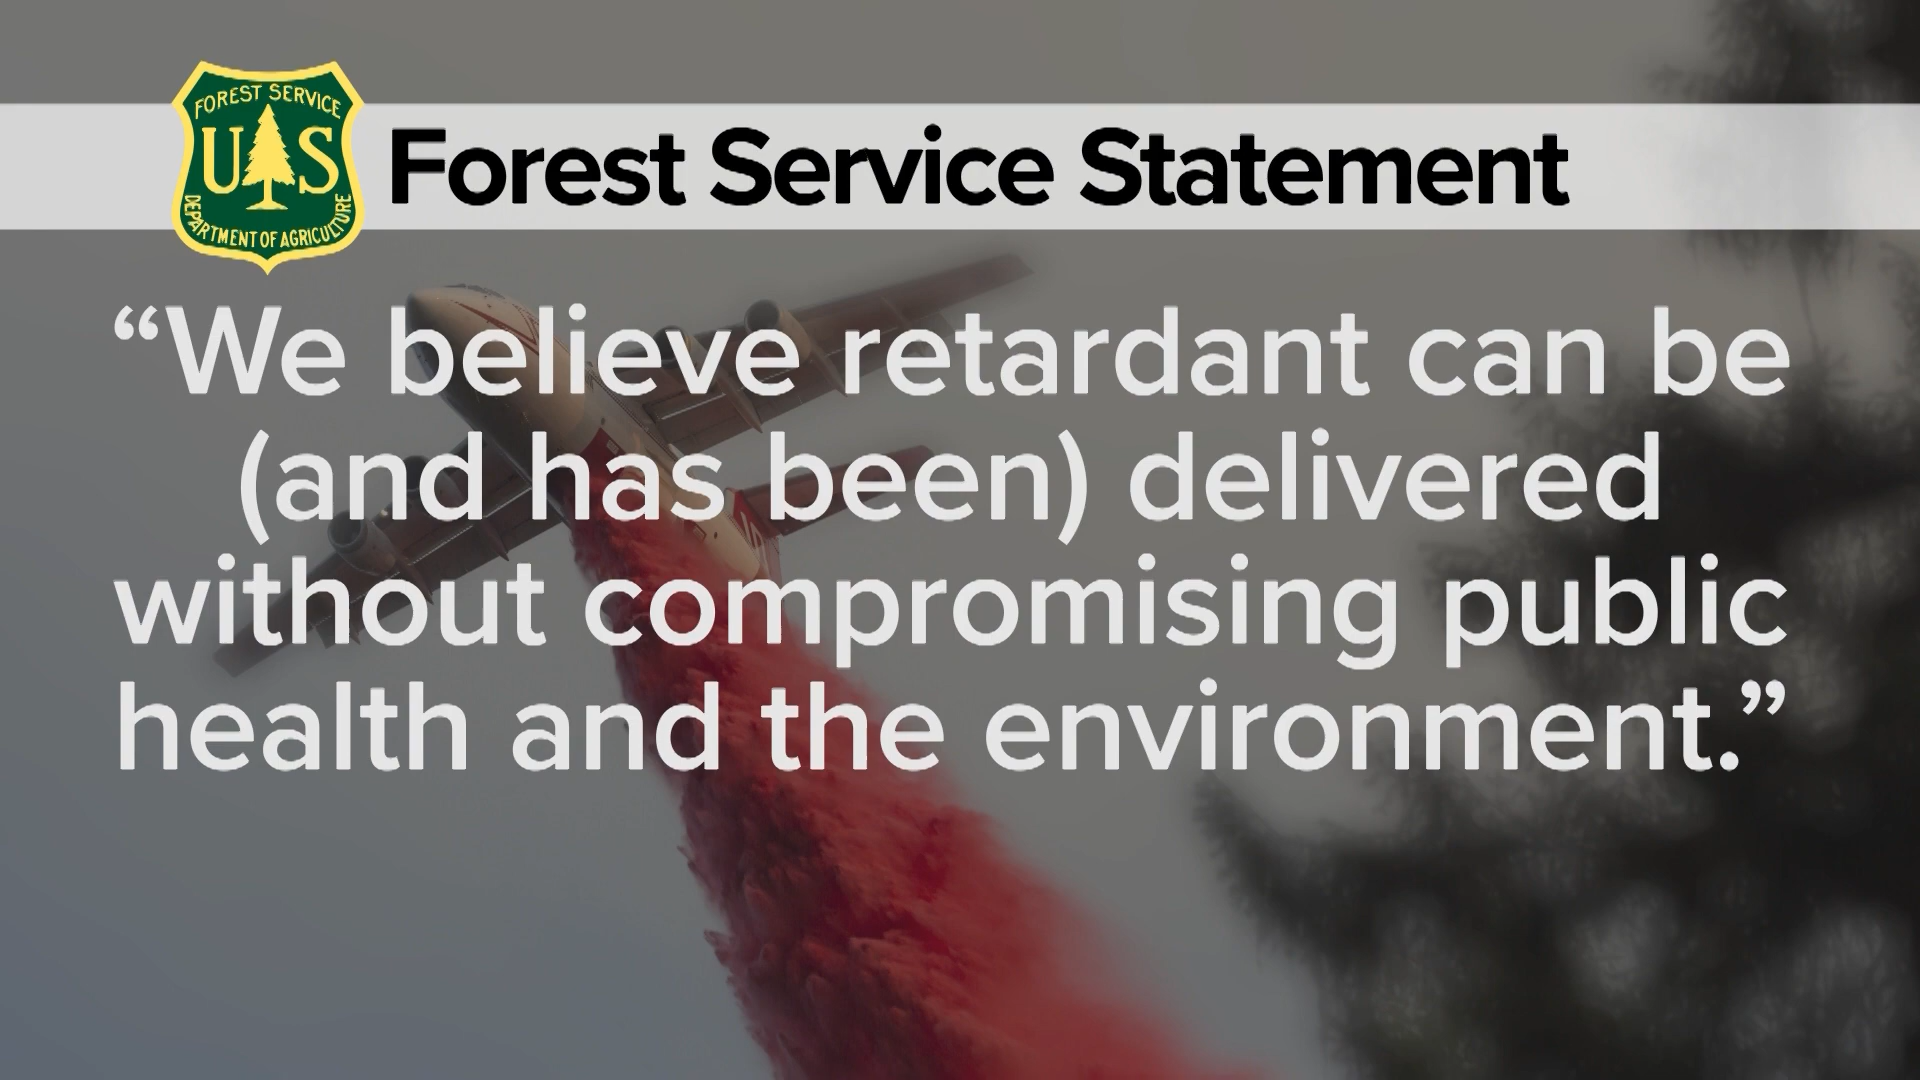 FOREST SERVICE
U S
DEPARTMENT OF AGRICULTURE
Forest Service Statement
“We believe retardant can be
(and has been) delivered
without compromising public
health and the environment.”